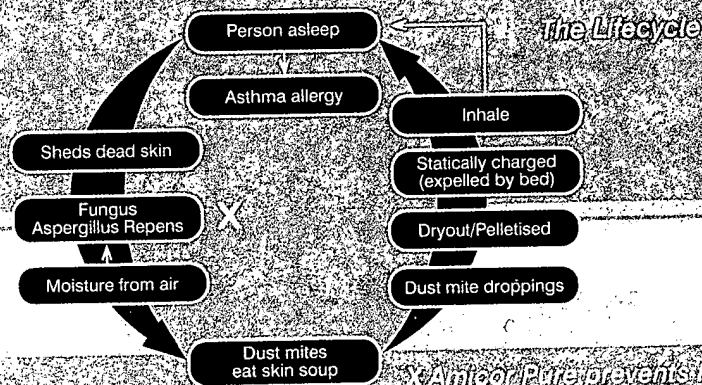 The Lifecycle
Person asleep
Asthma allergy
Inhale
Sheds dead skin
Statically charged
(expelled by bed)
Fungus
Aspergillus Repens
X
Dryout/Pelletised
Moisture from air
Dust mite droppings
Dust mites
eat skin soup
X Amicor Pure prevents